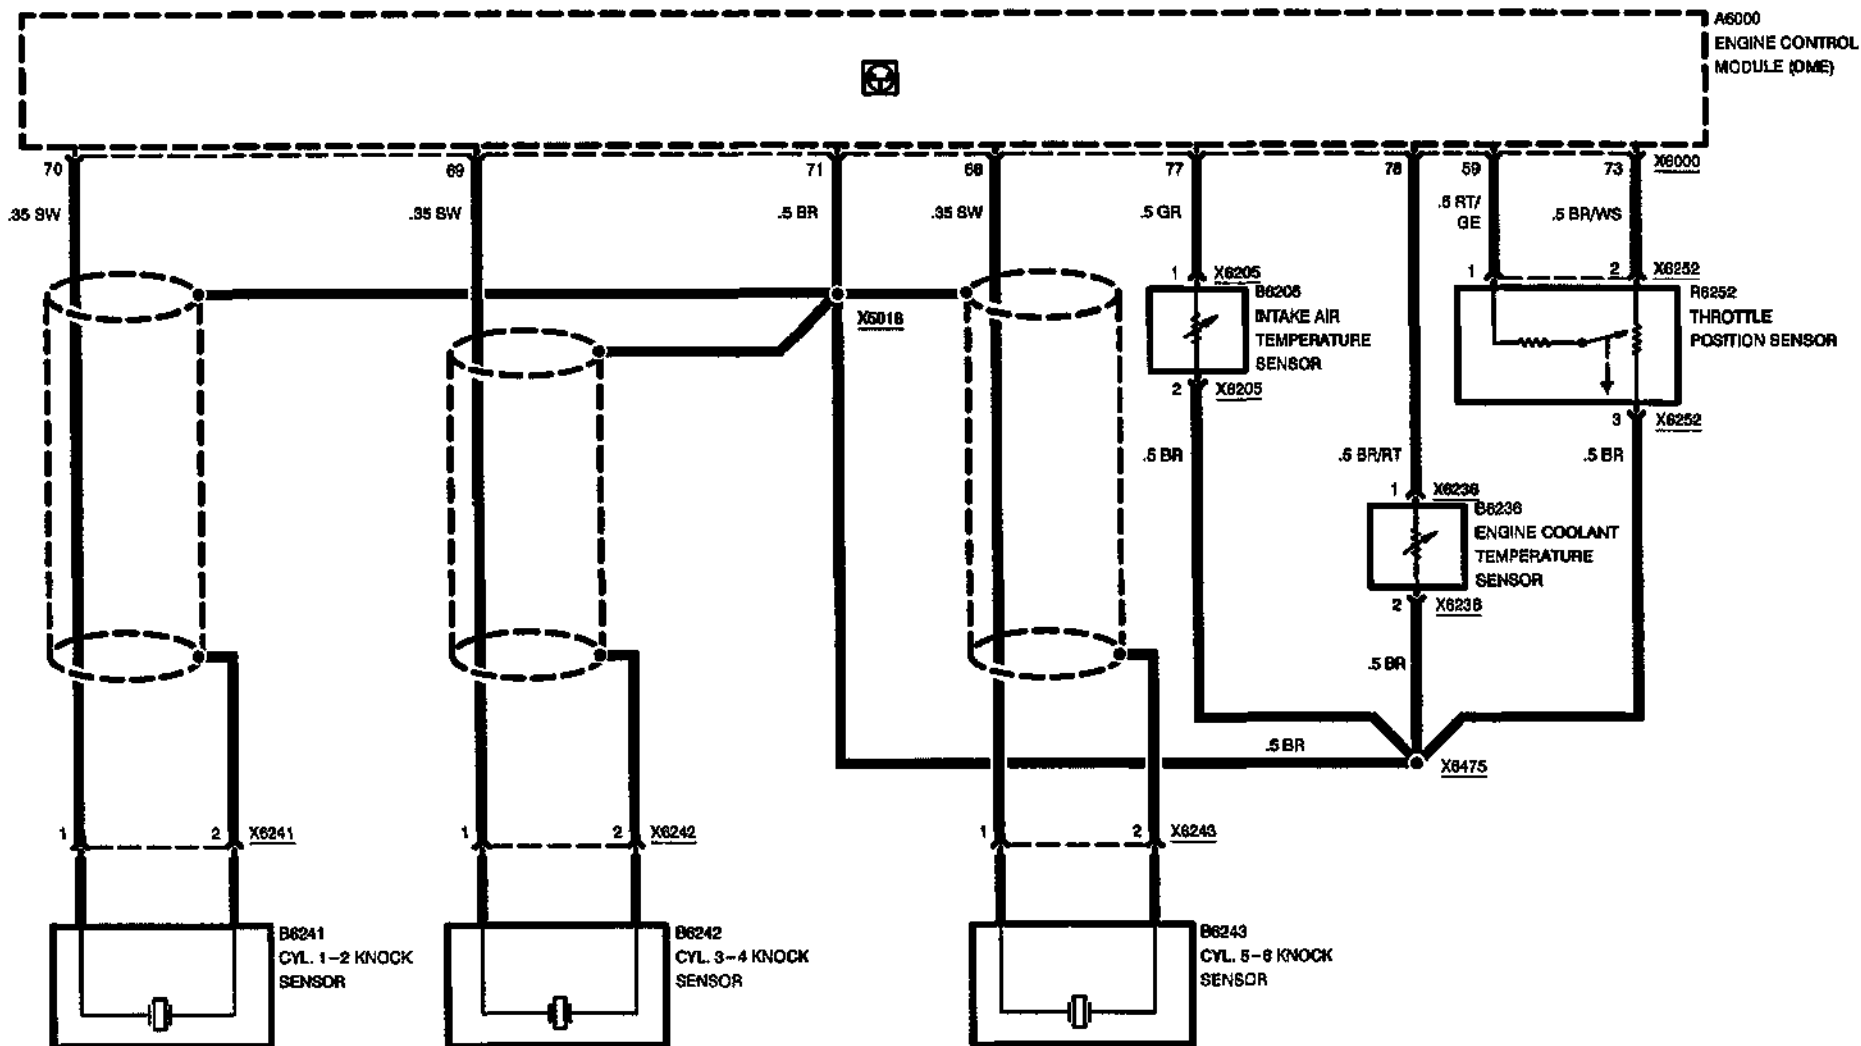 A6000
ENGINE CONTROL
MODULE (DME)
70
69
71
68
77
78
59
73
X6000
.35 SW
.35 SW
.5 BR
.35 SW
.5 GR
.5 RT/
GE
.5 BR/WS
1
X6205
1
2
X6252
B6205
INTAKE AIR
TEMPERATURE
SENSOR
R6252
THROTTLE
POSITION SENSOR
X6018
2
X6205
3
X6252
.5 BR
.5 BR/RT
.5 BR
1
X6236
B6236
ENGINE COOLANT
TEMPERATURE
SENSOR
2
X6236
.5 BR
.5 BR
X6475
1
2
X6241
1
2
X6242
1
2
X6243
B6241
CYL. 1-2 KNOCK
SENSOR
B6242
CYL. 3-4 KNOCK
SENSOR
B6243
CYL. 5-6 KNOCK
SENSOR